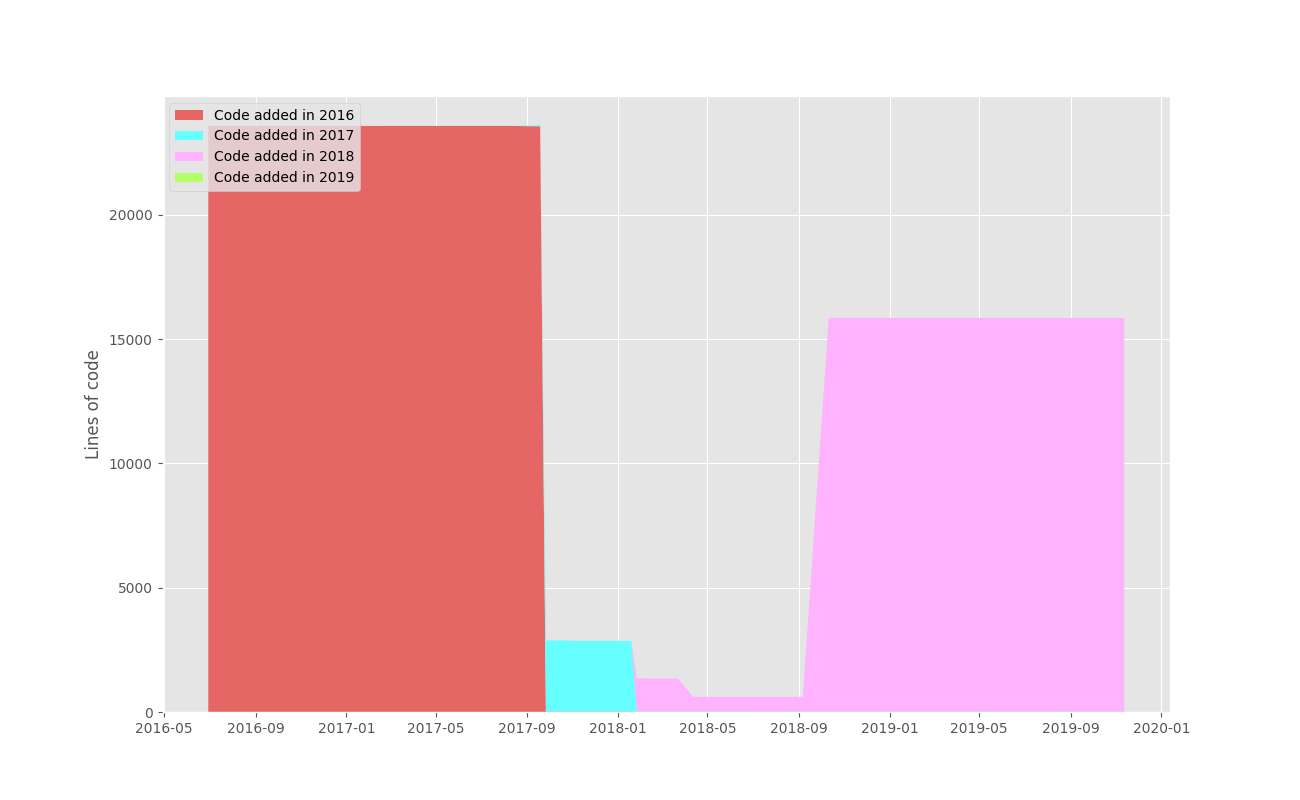 Code added in 2016
Code added in 2017
Code added in 2018
Code added in 2019
Lines of code
20000
15000
10000
5000
0
2016-05 2016-09 2017-01 2017-05 2017-09 2018-01 2018-05 2018-09 2019-01 2019-05 2019-09 2020-01